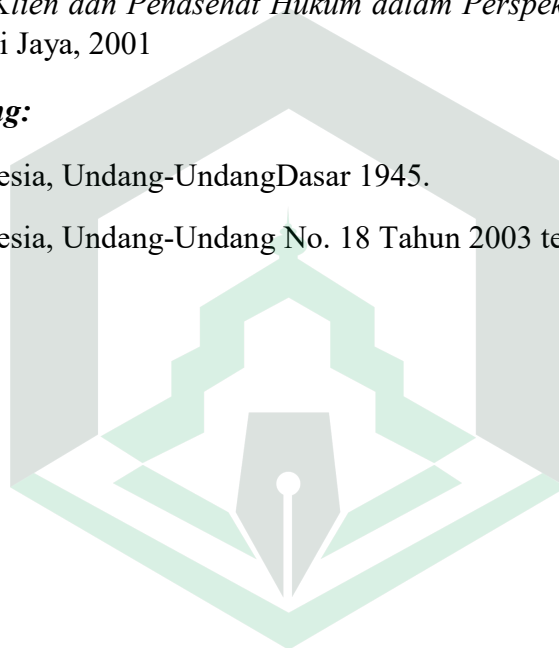 Klien dan Penasehat Hukum dalam Perspek
i Jaya, 2001
ng:
esia, Undang-UndangDasar 1945.
esia, Undang-Undang No. 18 Tahun 2003 te